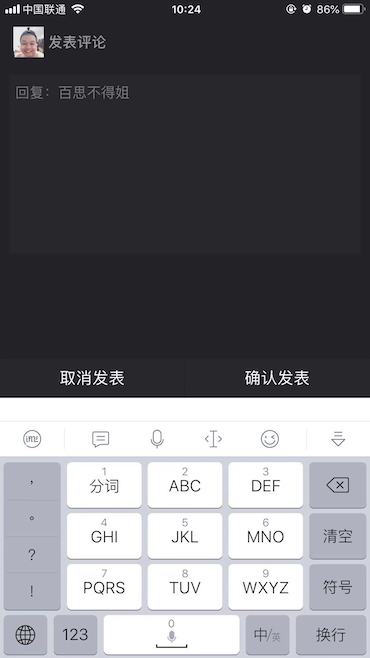 中国联通 10:24 86%
发表评论
回复：百思不得姐
取消发表 确认发表
imε
, 1 分词 2 ABC 3 DEF
。 4 GHI 5 JKL 6 MNO 清空
? 7 PQRS 8 TUV 9 WXYZ 符号
!
123 0 中/英 换行